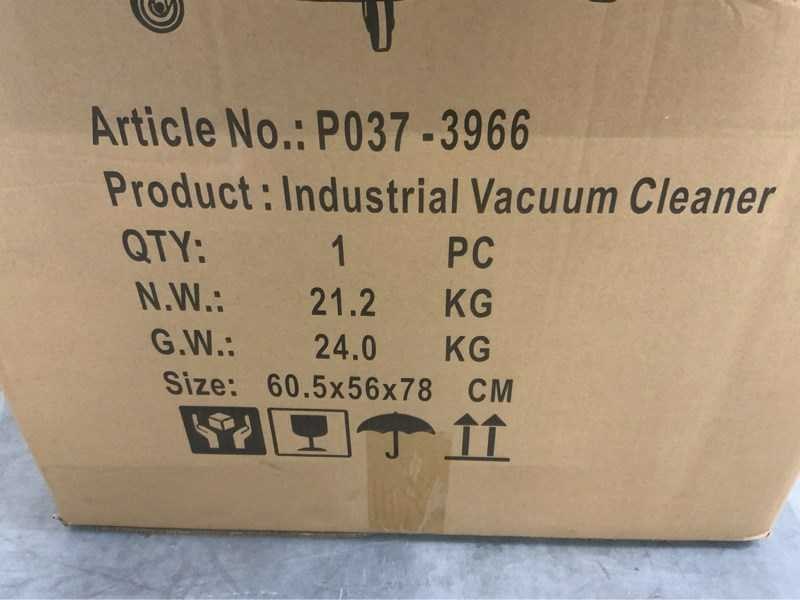 Article No.: P037-3966
Product: Industrial Vacuum Cleaner
QTY: 1 PC
N.W.: 21.2 KG
G.W.: 24.0 KG
Size: 60.5x56x78 CM